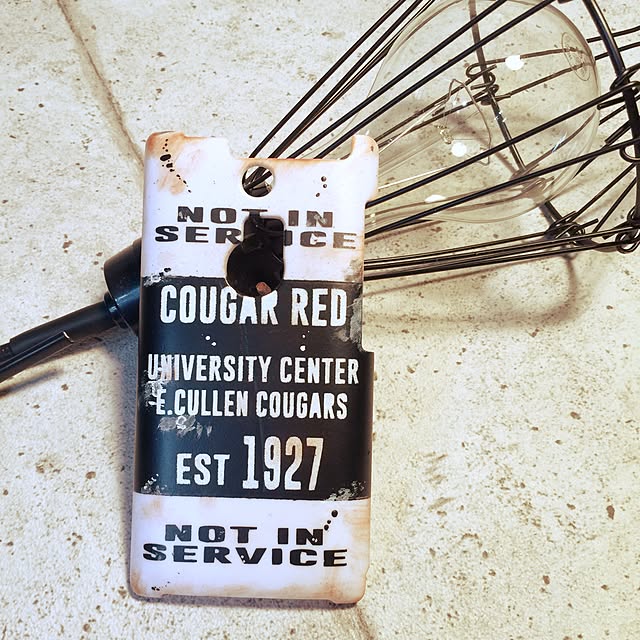 NOT IN
SERVICE
COUGAR RED
UNIVERSITY CENTER
E.CULLEN COUGARS
EST 1927
NOT IN
SERVICE